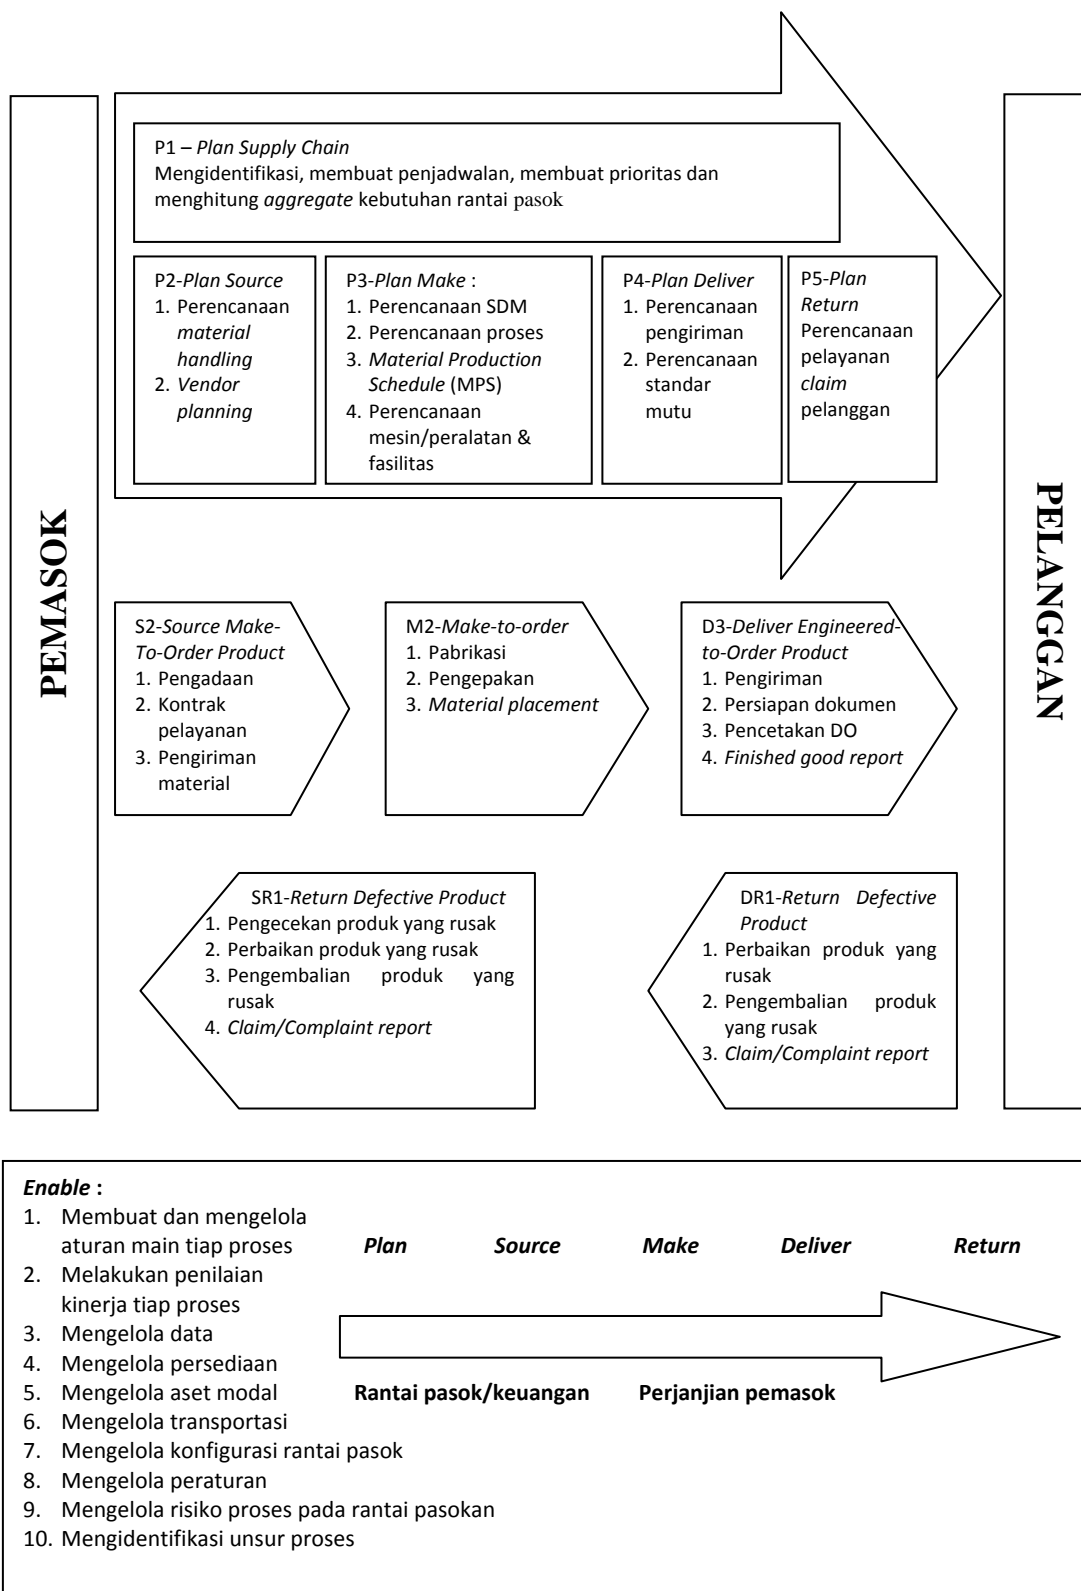 P1 – Plan Supply Chain
Mengidentifikasi, membuat penjadwalan, membuat prioritas dan
menghitung aggregate kebutuhan rantai pasok
P2-Plan Source
1. Perencanaan
material
handling
2. Vendor
planning
P3-Plan Make :
1. Perencanaan SDM
2. Perencanaan proses
3. Material Production
Schedule (MPS)
4. Perencanaan
mesin/peralatan &
fasilitas
P4-Plan Deliver
1. Perencanaan
pengiriman
2. Perencanaan
standar
mutu
P5-Plan
Return
Perencanaan
pelayanan
claim
pelanggan
PEMASOK
PELANGGAN
S2-Source Make-
To-Order Product
1. Pengadaan
2. Kontrak
pelayanan
3. Pengiriman
material
M2-Make-to-order
1. Pabrikasi
2. Pengepakan
3. Material placement
D3-Deliver Engineered-
to-Order Product
1. Pengiriman
2. Persiapan dokumen
3. Pencetakan DO
4. Finished good report
SR1-Return Defective Product
1. Pengecekan produk yang rusak
2. Perbaikan produk yang rusak
3. Pengembalian produk yang
rusak
4. Claim/Complaint report
DR1-Return Defective
Product
1. Perbaikan produk yang
rusak
2. Pengembalian produk
yang rusak
3. Claim/Complaint report
Enable :
1. Membuat dan mengelola
aturan main tiap proses
2. Melakukan penilaian
kinerja tiap proses
3. Mengelola data
4. Mengelola persediaan
5. Mengelola aset modal
6. Mengelola transportasi
7. Mengelola konfigurasi rantai pasok
8. Mengelola peraturan
9. Mengelola risiko proses pada rantai pasokan
10. Mengidentifikasi unsur proses
Plan Source Make Deliver Return
Rantai pasok/keuangan Perjanjian pemasok